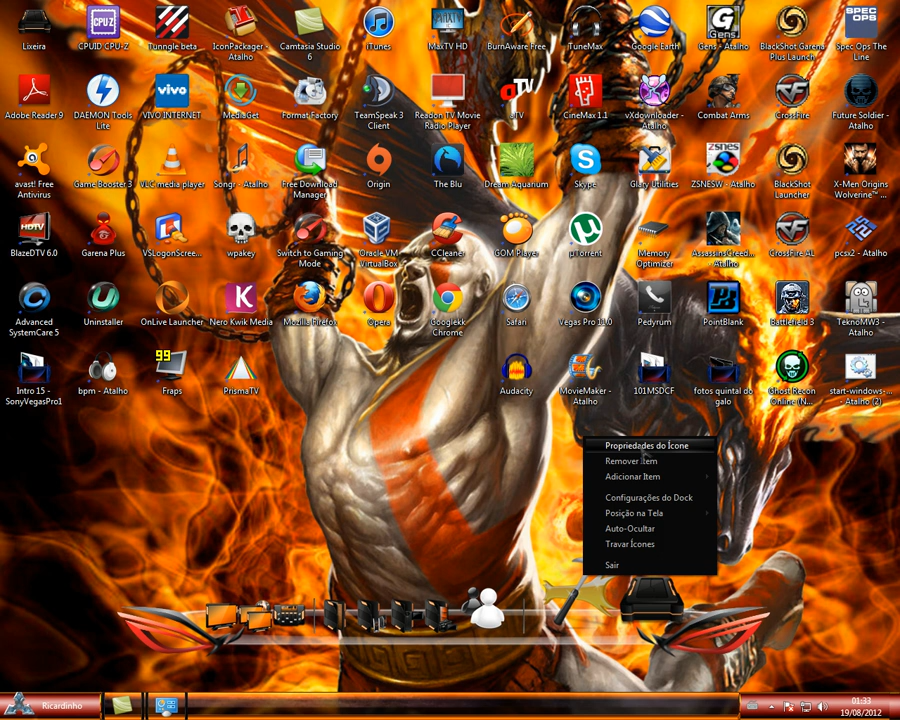 Lixeira
CPUID CPU-Z
Tunngle beta
IconPackager -
Atalho
Camtasia Studio
6
iTunes
MaxTV HD
BurnAware Free
TuneMax
Google Earth
Gens - Atalho
BlackShot Garena
Plus Launch
Spec Ops The
Line
Adobe Reader 9
DAEMON Tools
Lite
VIVO INTERNET
MediaGet
Format Factory
TeamSpeak 3
Client
Readon TV Movie
Radio Player
aTV
CineMax 1.1
vXdownloader -
Atalho
Combat Arms
CrossFire
Future Soldier -
Atalho
avast! Free
Antivirus
Game Booster 3
VLC media player
Songr - Atalho
Free Download
Manager
Origin
The Blu
Dream Aquarium
Skype
Glary Utilities
ZSNESW - Atalho
BlackShot
Launcher
X-Men Origins
Wolverine™ ...
BlazeDTV 6.0
Garena Plus
VSLogonScree...
wpakey
Switch to Gaming
Mode
Oracle VM
VirtualBox
CCleaner
GOM Player
µTorrent
Memory
Optimizer
AssassinsCreed...
Atalho
CrossFire AL
pcsx2 - Atalho
Advanced
SystemCare 5
Uninstaller
OnLive Launcher
Nero Kwik Media
Mozilla Firefox
Opera
Googlekk
Chrome
Safari
Vegas Pro 11.0
Pedyrum
PointBlank
Battlefield 3
TeknoMW3 -
Atalho
Intro 15 -
SonyVegasPro1
bpm - Atalho
99
Fraps
PrismaTV
Audacity
MovieMaker -
Atalho
101MSDCF
fotos quintal do
galo
Ghost Recon
Online (N...
start-windows-...
- Atalho (2)
Propriedades do Ícone
Remover Item
Adicionar Item
Configurações do Dock
Posição na Tela
Auto-Ocultar
Travar Ícones
Sair
Ricardinho
01:33
19/08/2012